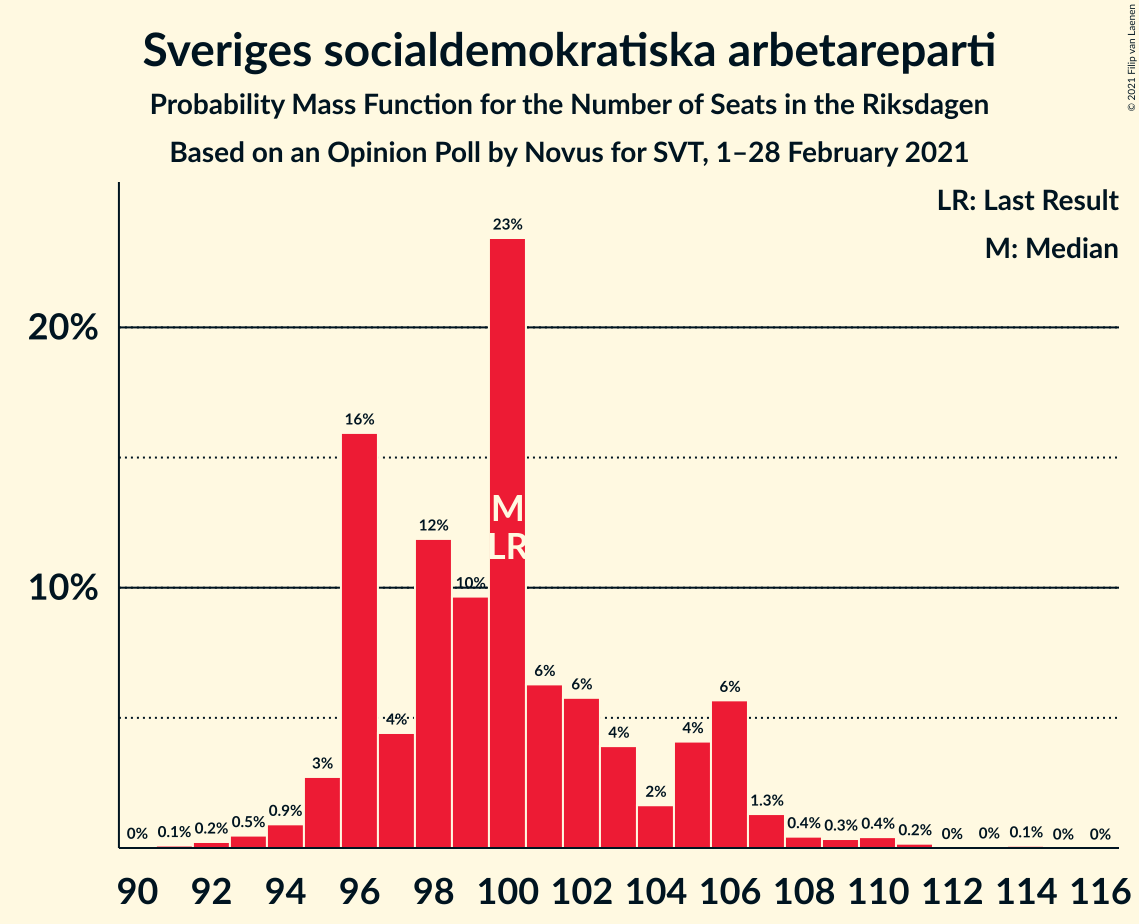 Sveriges socialdemokratiska arbetareparti
Probability Mass Function for the Number of Seats in the Riksdagen
Based on an Opinion Poll by Novus for SVT, 1–28 February 2021
© 2021 Filip van Laenen
LR: Last Result
M: Median
20%
10%
0% 0.1% 0.2% 0.5% 0.9% 3% 16% 4% 12% 10% 23% 6% 6% 4% 2% 4% 6% 1.3% 0.4% 0.3% 0.4% 0.2% 0% 0% 0.1% 0% 0%
M
LR
90 92 94 96 98 100 102 104 106 108 110 112 114 116